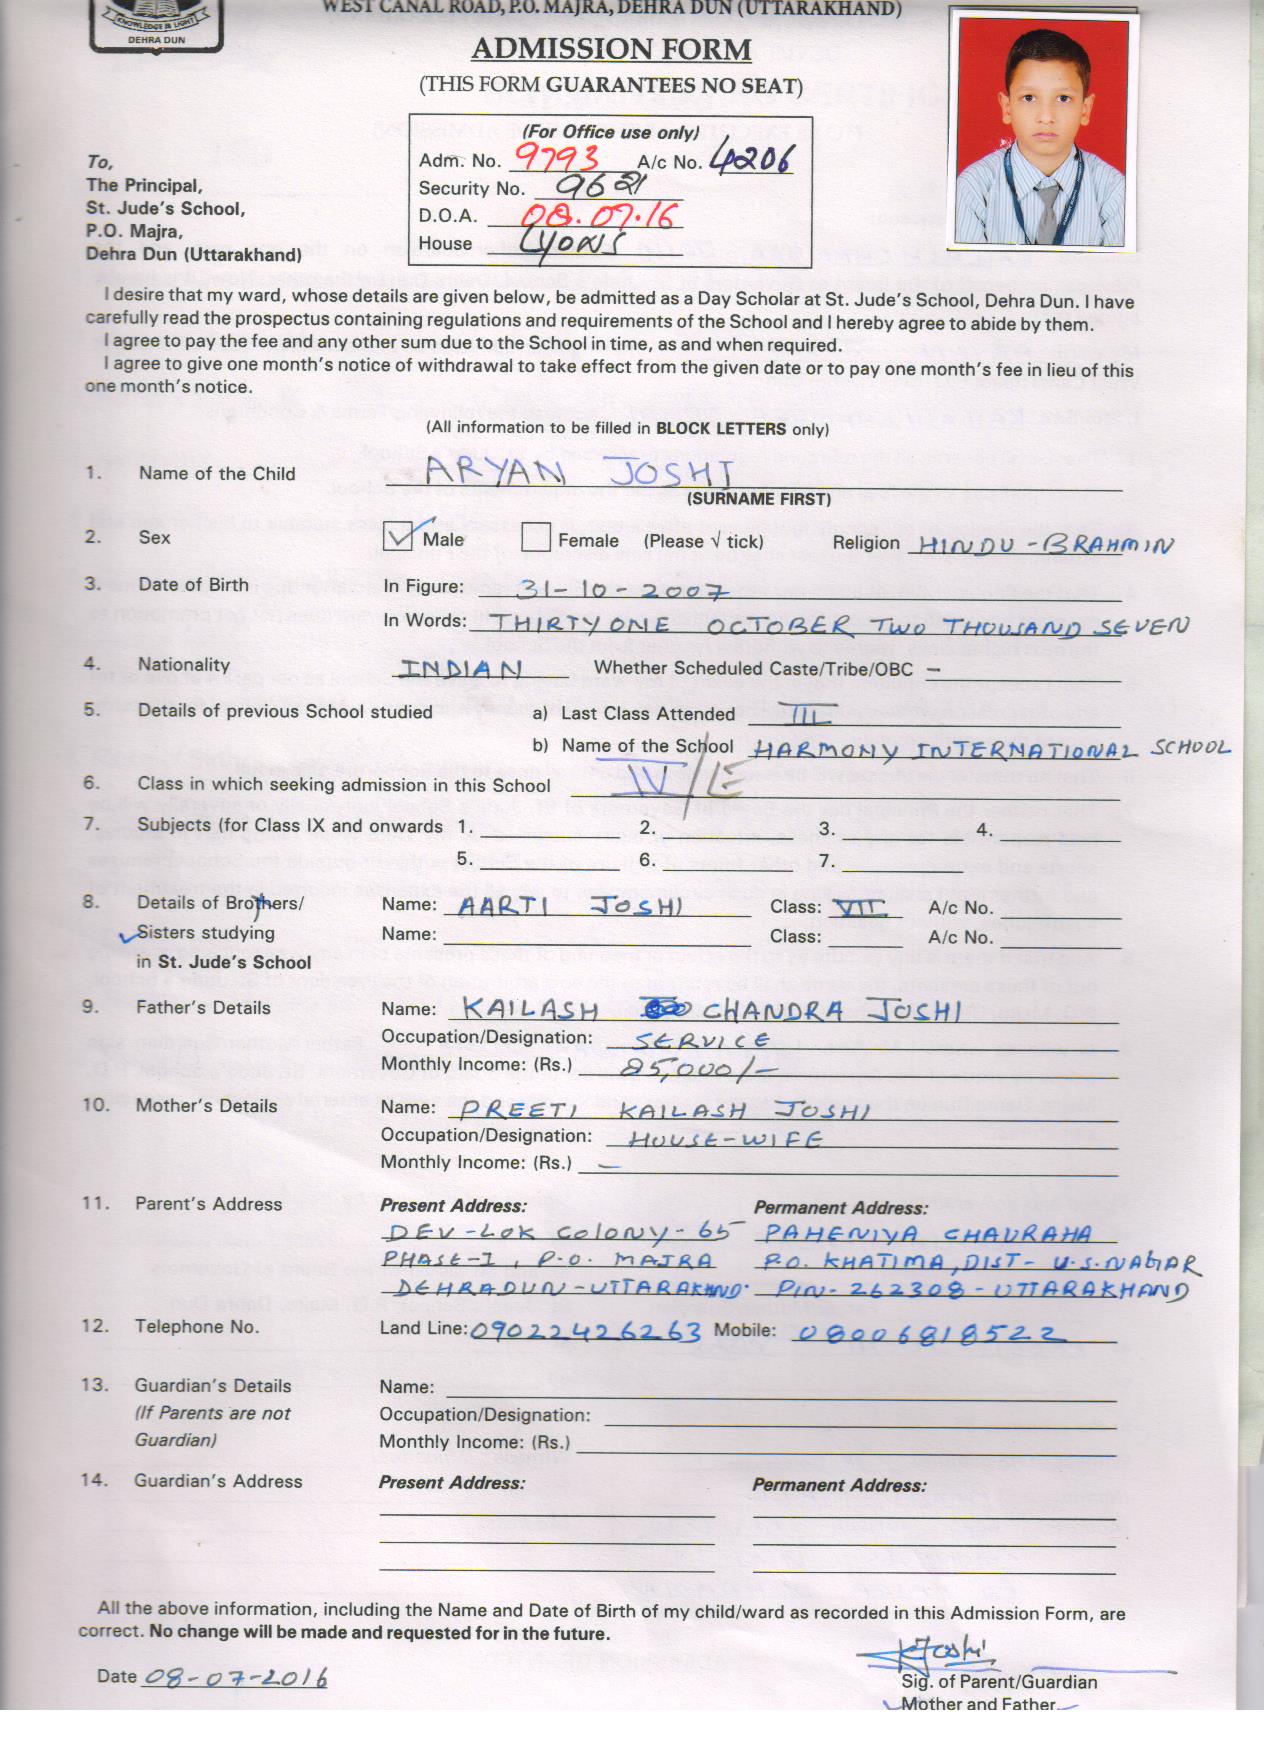 KNOWLEDGE IS LIGHT
DEHRA DUN
WEST CANAL ROAD, P.O. MAJRA, DEHRA DUN (UTTARAKHAND)
ADMISSION FORM
(THIS FORM GUARANTEES NO SEAT)
(For Office use only)
Adm. No. 9793 A/c No. 4206
Security No. 9621
D.O.A. 08.07.16
House Lyons
To,
The Principal,
St. Jude's School,
P.O. Majra,
Dehra Dun (Uttarakhand)
I desire that my ward, whose details are given below, be admitted as a Day Scholar at St. Jude's School, Dehra Dun. I have
carefully read the prospectus containing regulations and requirements of the School and I hereby agree to abide by them.
I agree to pay the fee and any other sum due to the School in time, as and when required.
I agree to give one month's notice of withdrawal to take effect from the given date or to pay one month's fee in lieu of this
one month's notice.
(All information to be filled in BLOCK LETTERS only)
1. Name of the Child ARYAN JOSHI
(SURNAME FIRST)
2. Sex Male Female (Please √ tick) Religion HINDU - BRAHMIN
3. Date of Birth In Figure: 31-10-2007
In Words: THIRTYONE OCTOBER TWO THOUSAND SEVEN
4. Nationality INDIAN Whether Scheduled Caste/Tribe/OBC –
5. Details of previous School studied a) Last Class Attended III
b) Name of the School HARMONY INTERNATIONAL SCHOOL
6. Class in which seeking admission in this School IV/E
7. Subjects (for Class IX and onwards 1. 2. 3. 4.
5. 6. 7.
8. Details of Brothers/ Name: AARTI JOSHI Class: VII A/c No.
Sisters studying Name: Class: A/c No.
in St. Jude's School
9. Father's Details Name: KAILASH CHANDRA JOSHI
Occupation/Designation: SERVICE
Monthly Income: (Rs.) 85,000/-
10. Mother's Details Name: PREETI KAILASH JOSHI
Occupation/Designation: HOUSE-WIFE
Monthly Income: (Rs.) –
11. Parent's Address Present Address: Permanent Address:
DEV-LOK COLONY-65 PAHENIYA CHAURAHA
PHASE-I, P.O. MAJRA P.O. KHATIMA, DIST- U.S.NAGAR
DEHRADUN-UTTARAKHND. PIN-262308-UTTARAKHAND
12. Telephone No. Land Line: 09022426263 Mobile: 08006818522
13. Guardian's Details Name:
(If Parents are not Occupation/Designation:
Guardian) Monthly Income: (Rs.)
14. Guardian's Address Present Address: Permanent Address:
All the above information, including the Name and Date of Birth of my child/ward as recorded in this Admission Form, are
correct. No change will be made and requested for in the future.
KJoshi
Date 08-07-2016
Sig. of Parent/Guardian
Mother and Father